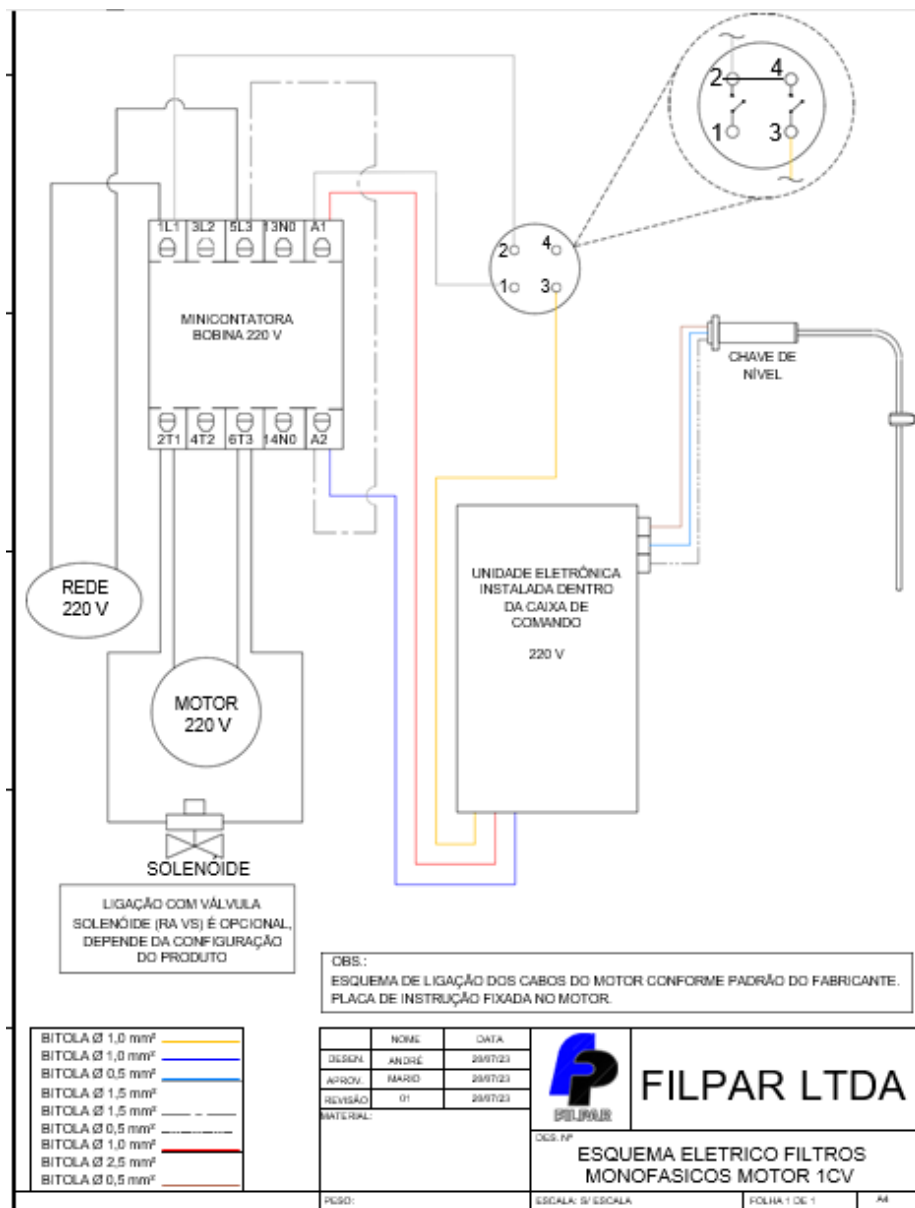 2
4
1
3
1L1 3L2 5L3 13N0 A1
2
4
1
3
MINICONTATORA
BOBINA 220 V
CHAVE DE
NÍVEL
2T1 4T2 6T3 14N0 A2
REDE
220 V
UNIDADE ELETRÔNICA
INSTALADA DENTRO
DA CAIXA DE
COMANDO
220 V
MOTOR
220 V
SOLENÓIDE
LIGAÇÃO COM VÁLVULA
SOLENÓIDE (RA VS) É OPCIONAL,
DEPENDE DA CONFIGURAÇÃO
DO PRODUTO
OBS.:
ESQUEMA DE LIGAÇÃO DOS CABOS DO MOTOR CONFORME PADRÃO DO FABRICANTE.
PLACA DE INSTRUÇÃO FIXADA NO MOTOR.
BITOLA Ø 1,0 mm²
BITOLA Ø 1,0 mm²
BITOLA Ø 0,5 mm²
BITOLA Ø 1,5 mm²
BITOLA Ø 1,5 mm²
BITOLA Ø 0,5 mm²
BITOLA Ø 1,0 mm²
BITOLA Ø 2,5 mm²
BITOLA Ø 0,5 mm²
NOME DATA
DESEN. ANDRÉ 28/07/23
APROV. MARIO 28/07/23
REVISÃO 01 28/07/23
MATERIAL:
PESO:
FILPAR
FILPAR LTDA
DES. Nº
ESQUEMA ELETRICO FILTROS
MONOFASICOS MOTOR 1CV
ESCALA: S/ ESCALA FOLHA 1 DE 1 A4